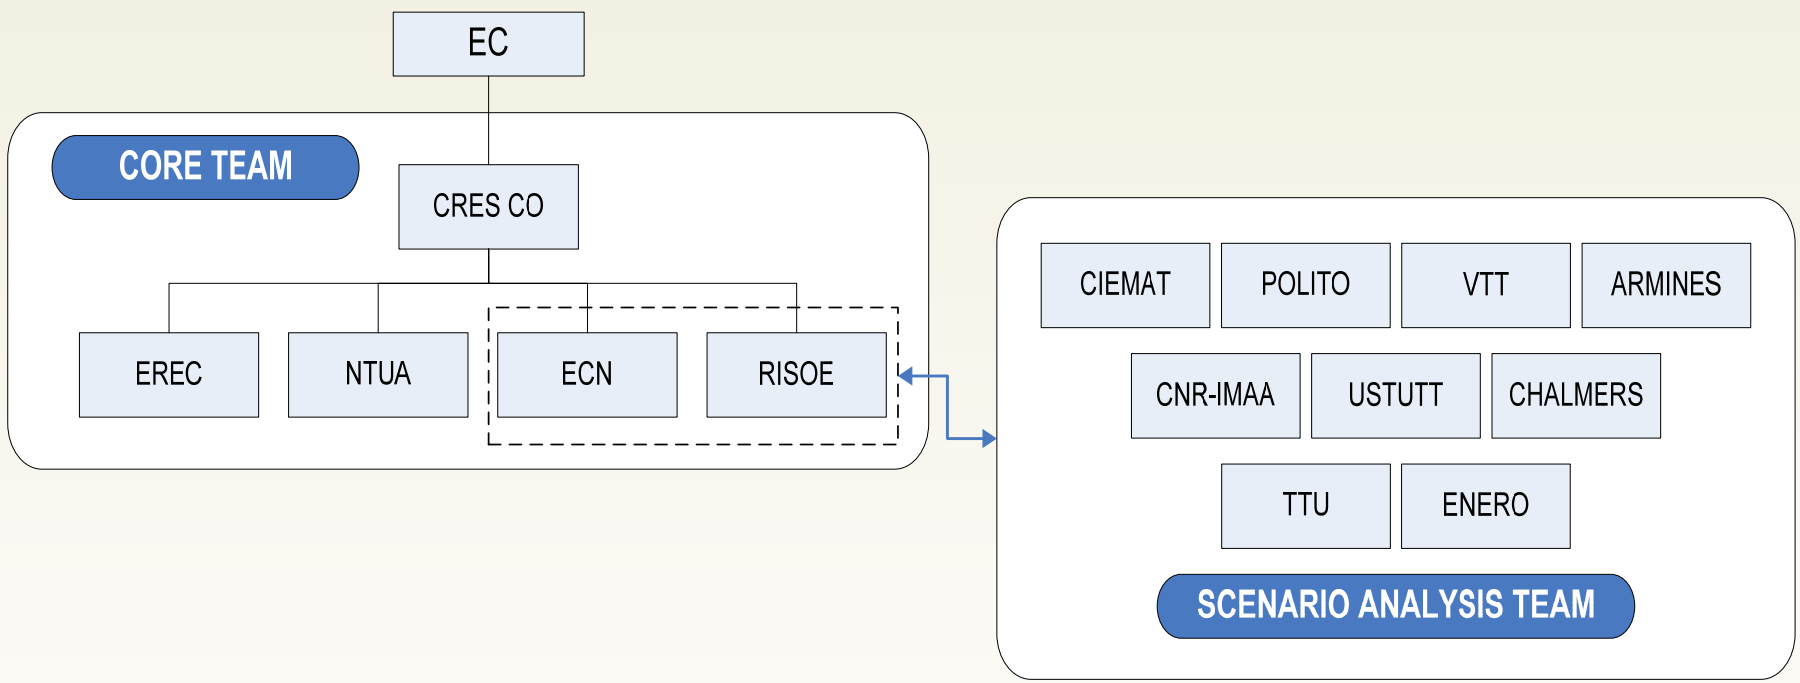 EC
CORE TEAM
CRES CO
EREC
NTUA
ECN
RISOE
CIEMAT
POLITO
VTT
ARMINES
CNR-IMAA
USTUTT
CHALMERS
TTU
ENERO
SCENARIO ANALYSIS TEAM